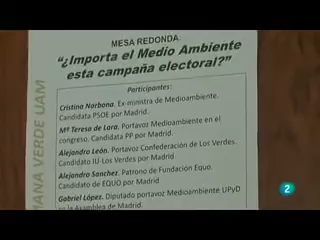 MESA REDONDA:
"¿Importa el Medio Ambiente
esta campaña electoral?"
Participantes:
Cristina Narbona. Ex-ministra de Medioambiente.
Candidata PSOE por Madrid.
Mª Teresa de Lara. Portavoz Medioambiente en el
congreso. Candidata PP por Madrid.
Alejandro León. Portavoz Confederación de Los Verdes.
Candidato IU-Los Verdes por Madrid
Alejandro Sanchez. Patrono de Fundacion Equo.
Candidato de EQUO por Madrid
Gabriel López. Diputado portavoz Medioambiente UPyD
en la Asamblea de Madrid.
MANA VERDE UAM
2